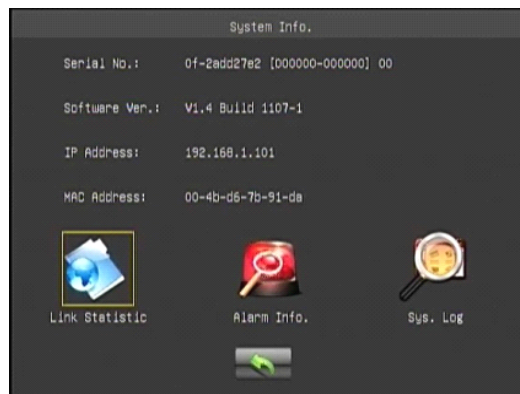 System Info.
Serial No.: 0f-2add27e2 [000000-000000] 00
Software Ver.: V1.4 Build 1107-1
IP Address: 192.168.1.101
MAC Address: 00-4b-d6-7b-91-da
Link Statistic Alarm Info. Sys. Log